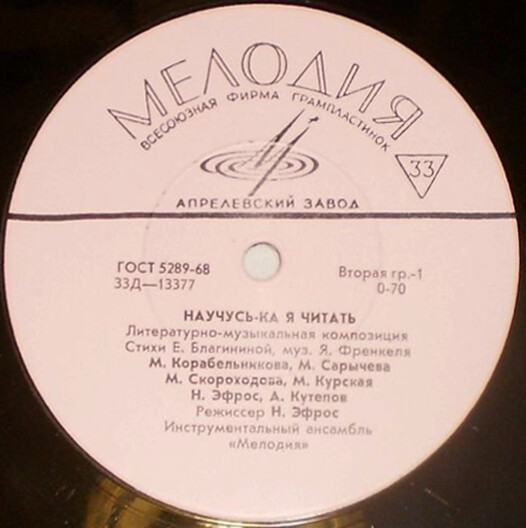 МЕЛОДИЯ
ВСЕСОЮЗНАЯ ФИРМА ГРАМПЛАСТИНОК
33
АПРЕЛЕВСКИЙ ЗАВОД
ГОСТ 5289-68
Вторая гр.-1
33Д—13377
0-70
НАУЧУСЬ-КА Я ЧИТАТЬ
Литературно-музыкальная композиция
Стихи Е. Благининой, муз. Я. Френкеля
М. Корабельникова, М. Сарычева
М. Скороходова, М. Курская
Н. Эфрос, А. Кутепов
Режиссер Н. Эфрос
Инструментальный ансамбль
«Мелодия»